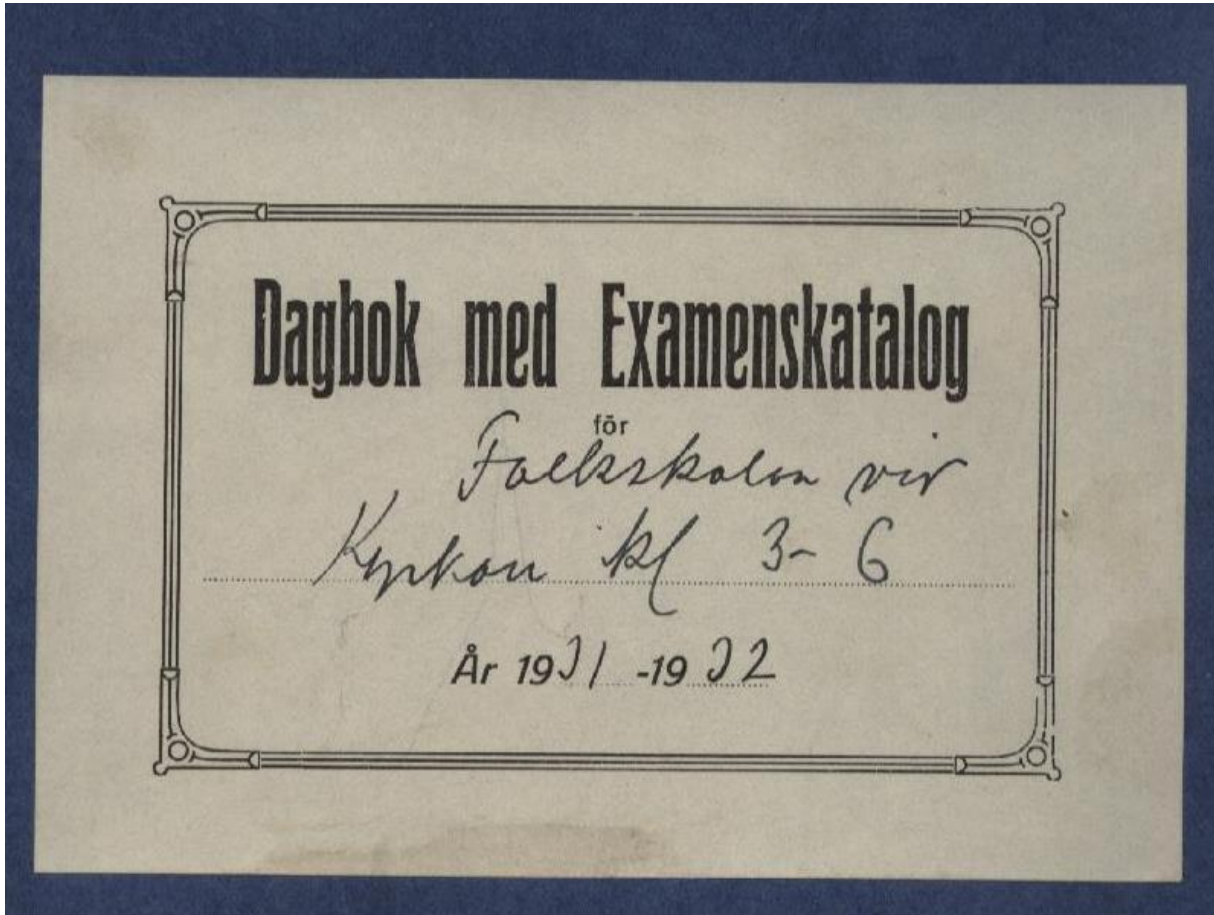 Dagbok med Examenskatalog
för
Folkskolan vid
Kyrkan kl 3-6
År 1931-1932